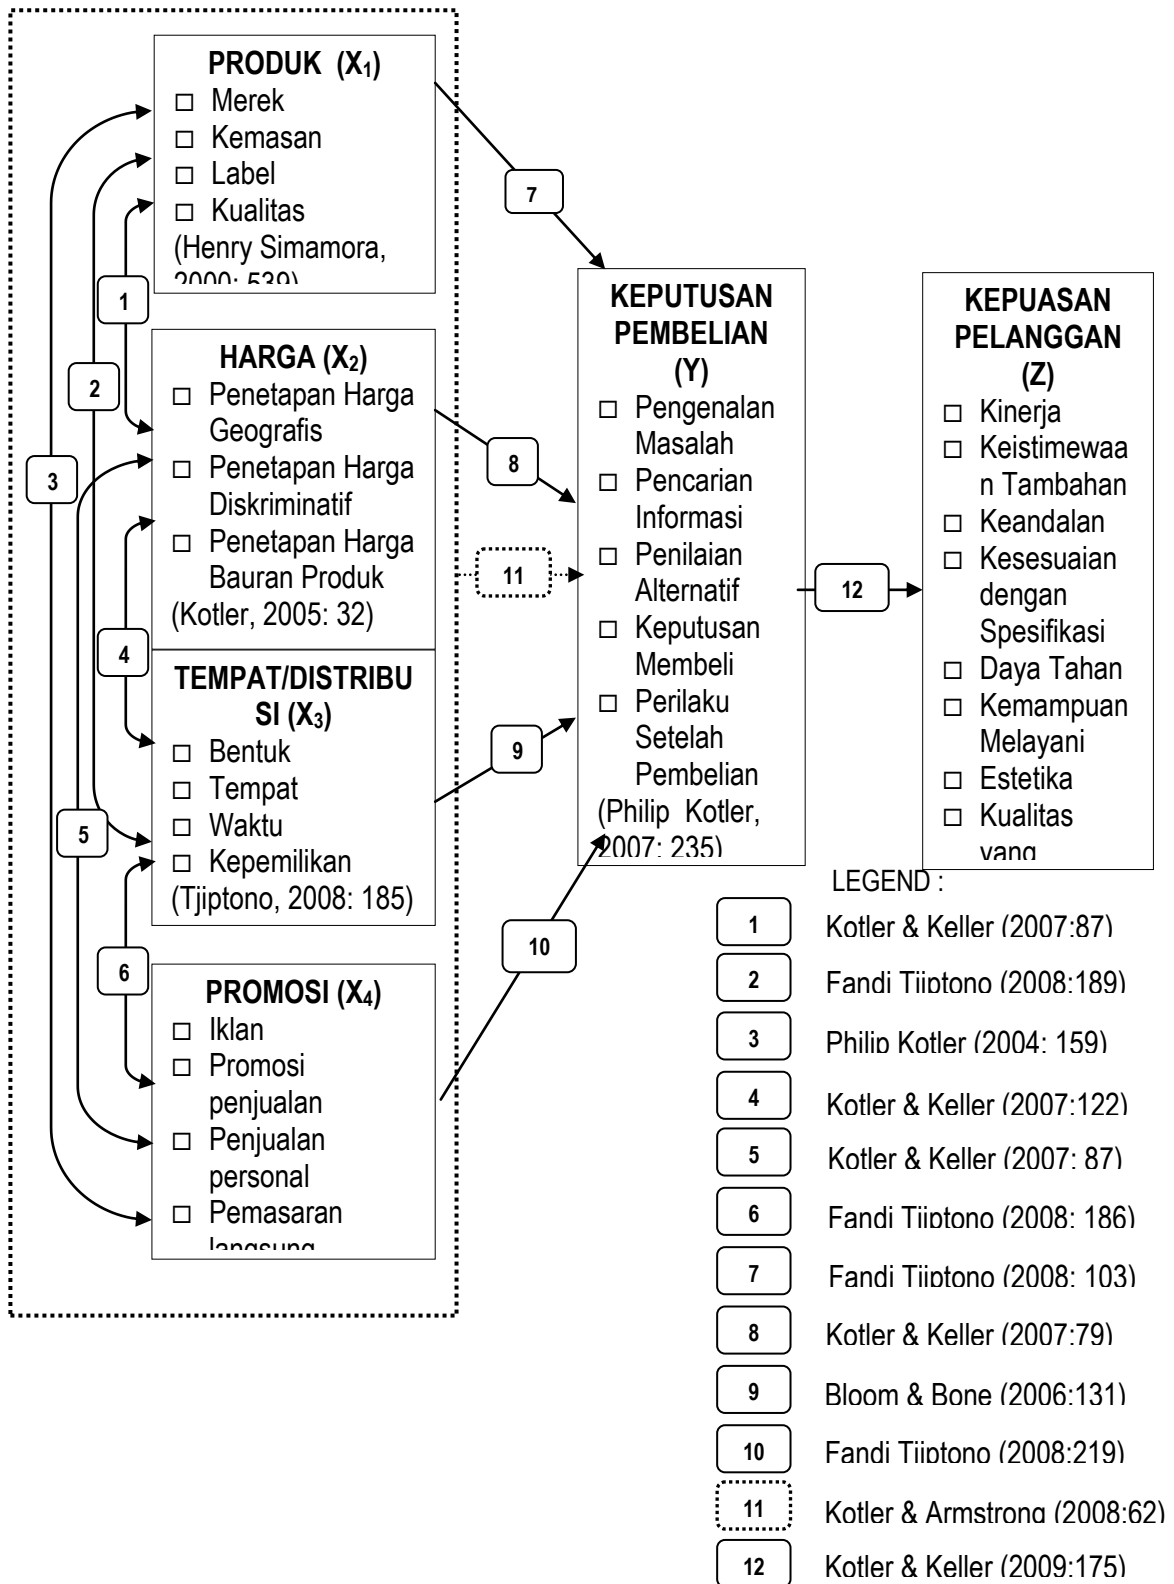 PRODUK (X1)
□ Merek
□ Kemasan
□ Label
□ Kualitas
(Henry Simamora,
2000: 539)
1
2
3
HARGA (X2)
□ Penetapan Harga
Geografis
□ Penetapan Harga
Diskriminatif
□ Penetapan Harga
Bauran Produk
(Kotler, 2005: 32)
4
5
TEMPAT/DISTRIBU
SI (X3)
□ Bentuk
□ Tempat
□ Waktu
□ Kepemilikan
(Tjiptono, 2008: 185)
6
PROMOSI (X4)
□ Iklan
□ Promosi
penjualan
□ Penjualan
personal
□ Pemasaran
langsung
7
8
11
9
10
KEPUTUSAN
PEMBELIAN
(Y)
□ Pengenalan
Masalah
□ Pencarian
Informasi
□ Penilaian
Alternatif
□ Keputusan
Membeli
□ Perilaku
Setelah
Pembelian
(Philip Kotler,
2007: 235)
12
KEPUASAN
PELANGGAN
(Z)
□ Kinerja
□ Keistimewaa
n Tambahan
□ Keandalan
□ Kesesuaian
dengan
Spesifikasi
□ Daya Tahan
□ Kemampuan
Melayani
□ Estetika
□ Kualitas
yang
LEGEND :
1 Kotler & Keller (2007:87)
2 Fandi Tjiptono (2008:189)
3 Philip Kotler (2004: 159)
4 Kotler & Keller (2007:122)
5 Kotler & Keller (2007: 87)
6 Fandi Tjiptono (2008: 186)
7 Fandi Tjiptono (2008: 103)
8 Kotler & Keller (2007:79)
9 Bloom & Bone (2006:131)
10 Fandi Tjiptono (2008:219)
11 Kotler & Armstrong (2008:62)
12 Kotler & Keller (2009:175)